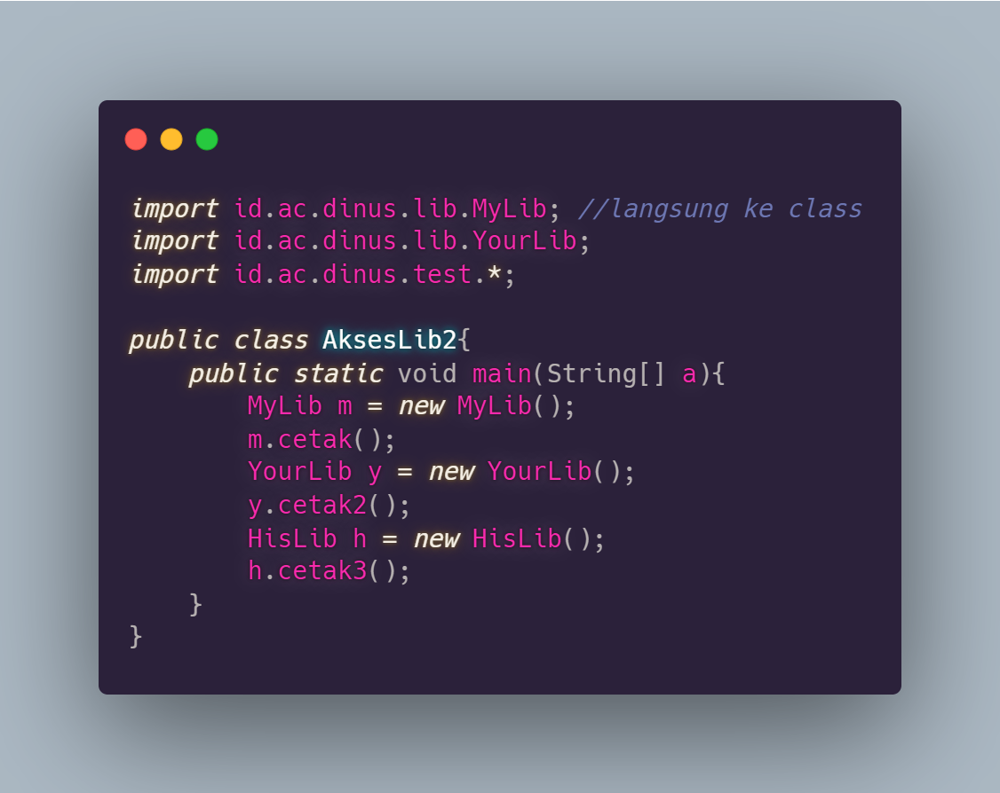 import id.ac.dinus.lib.MyLib; //langsung ke class
import id.ac.dinus.lib.YourLib;
import id.ac.dinus.test.*;

public class AksesLib2{
    public static void main(String[] a){
        MyLib m = new MyLib();
        m.cetak();
        YourLib y = new YourLib();
        y.cetak2();
        HisLib h = new HisLib();
        h.cetak3();
    }
}